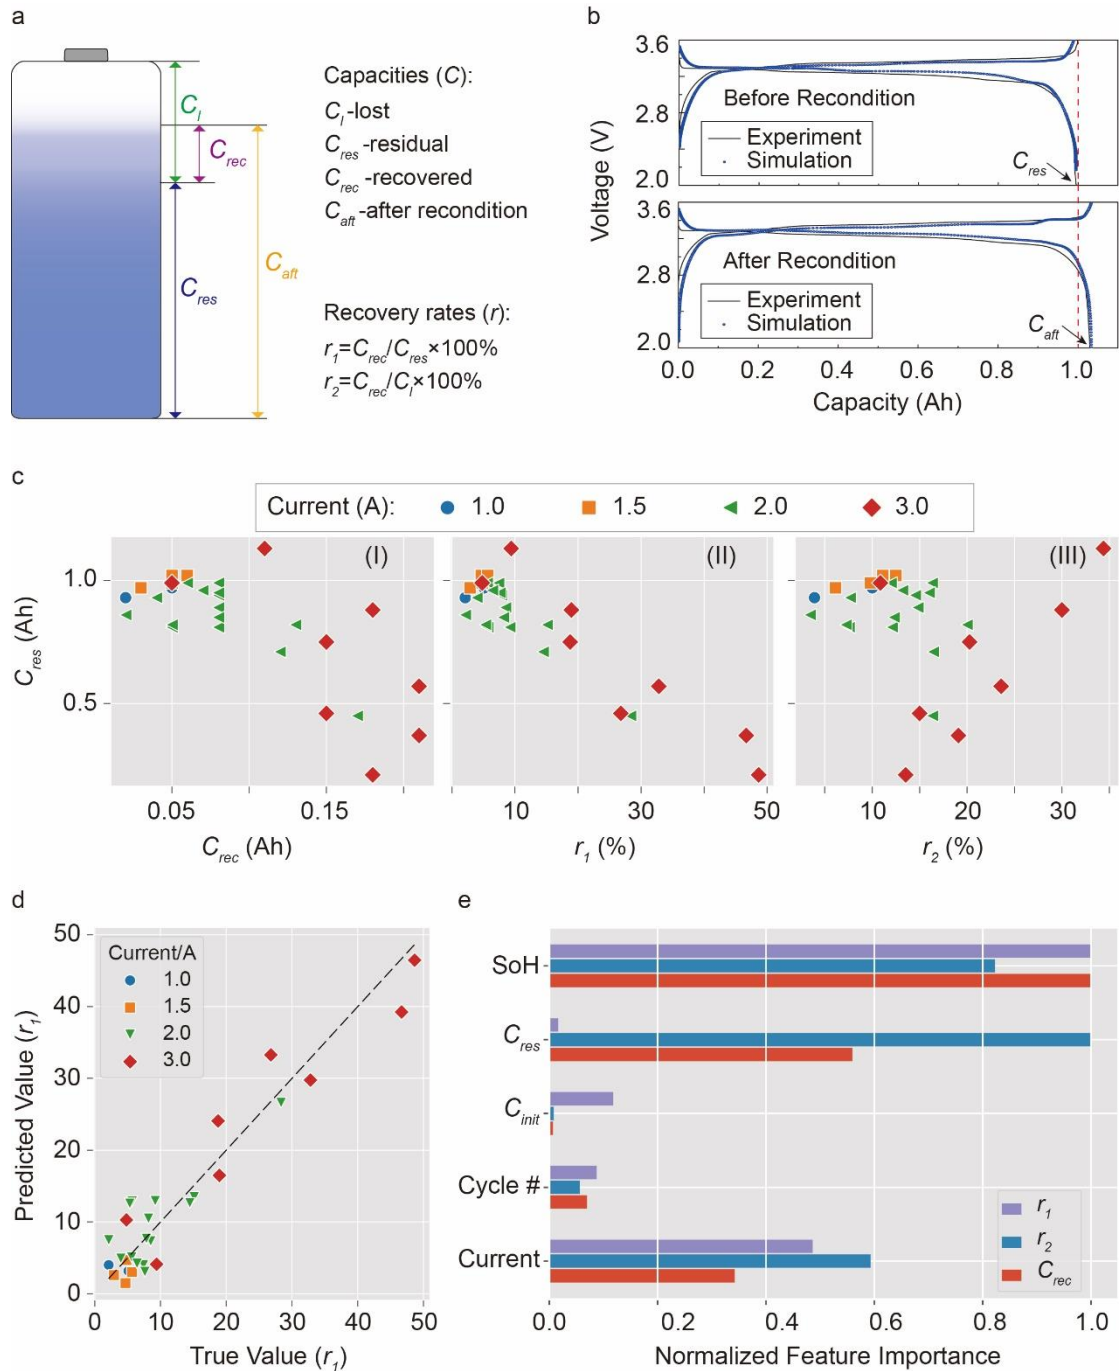 a
C_l
C_rec
C_res
C_aft
Capacities (C):
C_l-lost
C_res-residual
C_rec-recovered
C_aft-after recondition
Recovery rates (r):
r_1=C_rec/C_res×100%
r_2=C_rec/C_l×100%
b
Voltage (V)
3.6
2.8
2.0
Before Recondition
Experiment
Simulation
C_res
3.6
2.8
2.0
After Recondition
Experiment
Simulation
C_aft
0.0 0.2 0.4 0.6 0.8 1.0
Capacity (Ah)
c
Current (A): 1.0 1.5 2.0 3.0
(I) (II) (III)
C_res (Ah)
1.0
0.5
0.05 0.15 10 30 50 10 20 30
C_rec (Ah) r_1 (%) r_2 (%)
d
Predicted Value (r_1)
50
40
30
20
10
0
Current/A
1.0
1.5
2.0
3.0
0 10 20 30 40 50
True Value (r_1)
e
SoH
C_res
C_init
Cycle #
Current
r_1
r_2
C_rec
0.0 0.2 0.4 0.6 0.8 1.0
Normalized Feature Importance